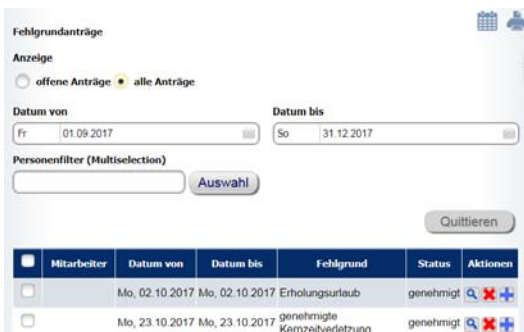 Fehlgrundanträge
Anzeige
offene Anträge alle Anträge
Datum von Datum bis
Fr 01.09.2017 So 31.12.2017
Personenfilter (Multiselection)
Auswahl
Quittieren
Mitarbeiter Datum von Datum bis Fehlgrund Status Aktionen
Mo, 02.10.2017 Mo, 02.10.2017 Erholungsurlaub genehmigt
Mo, 23.10.2017 Mo, 23.10.2017 genehmigte Kernzeitverletzung genehmigt